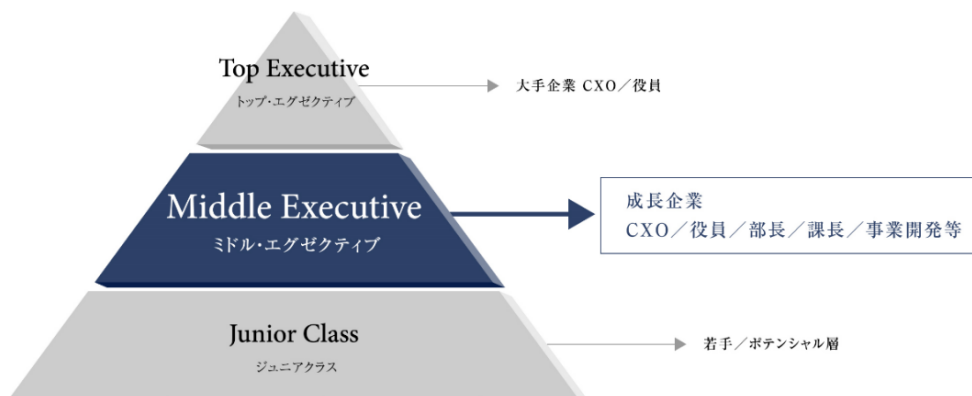 Top Executive
トップ・エグゼクティブ
大手企業 CXO／役員
Middle Executive
ミドル・エグゼクティブ
成長企業
CXO／役員／部長／課長／事業開発等
Junior Class
ジュニアクラス
若手／ポテンシャル層